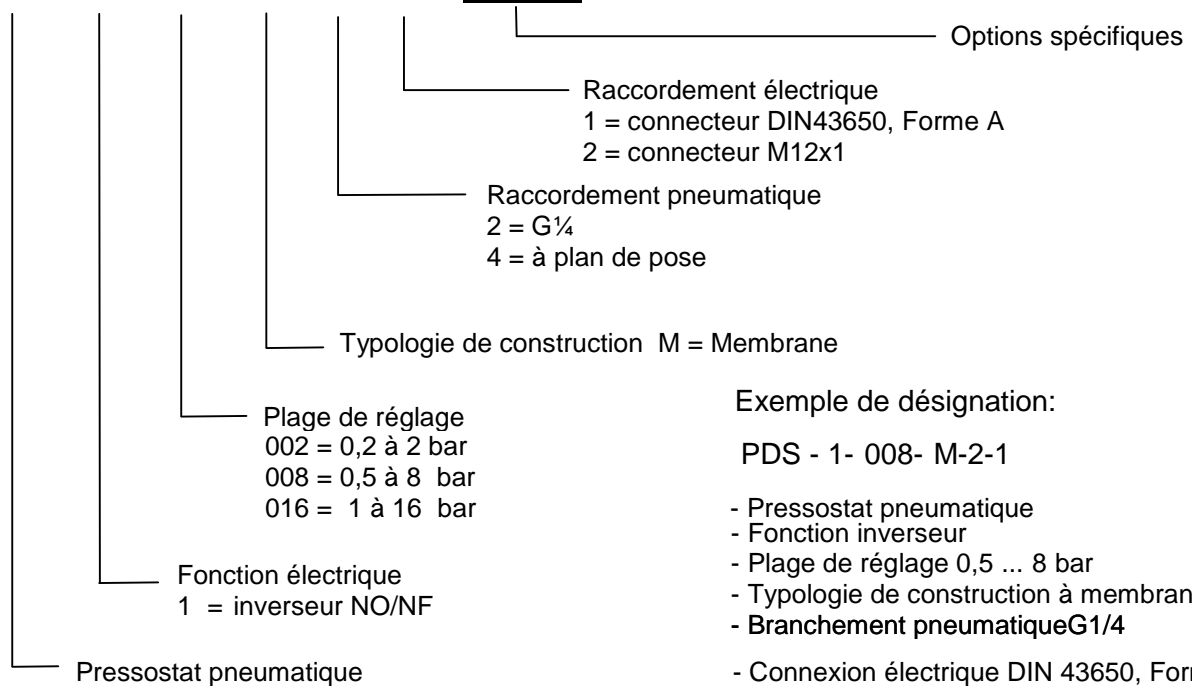 Options spécifiques
Raccordement électrique
1 = connecteur DIN43650, Forme A
2 = connecteur M12x1
Raccordement pneumatique
2 = G¼
4 = à plan de pose
Typologie de construction M = Membrane
Plage de réglage
002 = 0,2 à 2 bar
008 = 0,5 à 8 bar
016 = 1 à 16 bar
Fonction électrique
1 = inverseur NO/NF
Pressostat pneumatique
Exemple de désignation:
PDS - 1- 008- M-2-1
- Pressostat pneumatique
- Fonction inverseur
- Plage de réglage 0,5 ... 8 bar
- Typologie de construction à membran
- Branchement pneumatiqueG1/4
- Connexion électrique DIN 43650, For